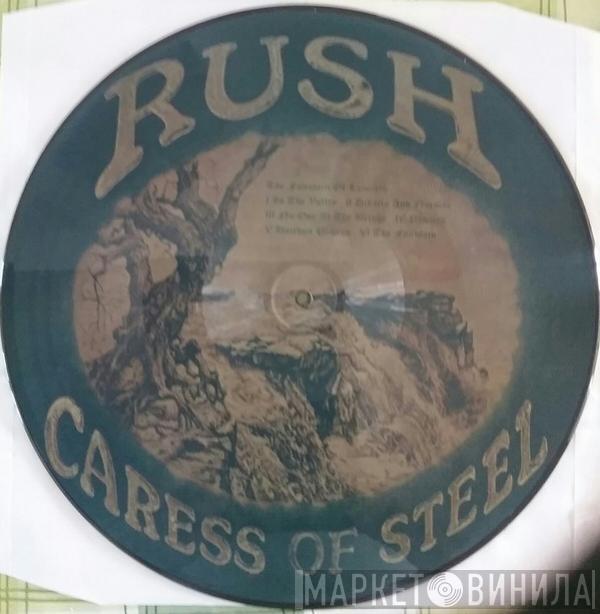 RUSH
The Fountain Of Lamneth
I In The Valley II Didacts And Narpets
III No One At The Bridge IV Panacea
V Bacchus Plateau VI The Fountain
CARESS OF STEEL
МАРКЕТ ВИНИЛА